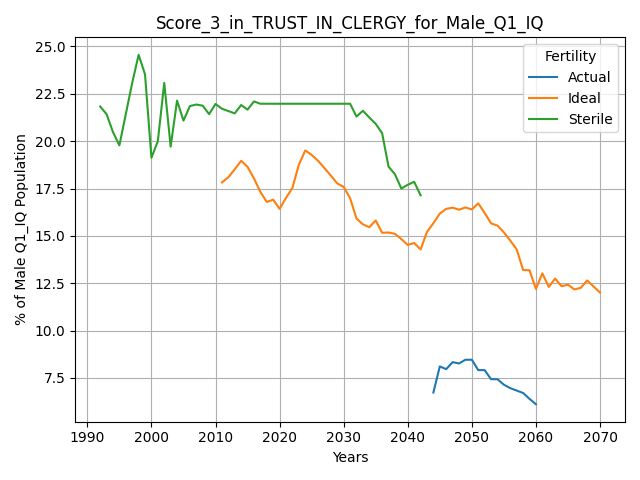 Score_3_in_TRUST_IN_CLERGY_for_Male_Q1_IQ
Fertility
Actual
Ideal
Sterile
% of Male Q1_IQ Population
25.0
22.5
20.0
17.5
15.0
12.5
10.0
7.5
1990 2000 2010 2020 2030 2040 2050 2060 2070
Years